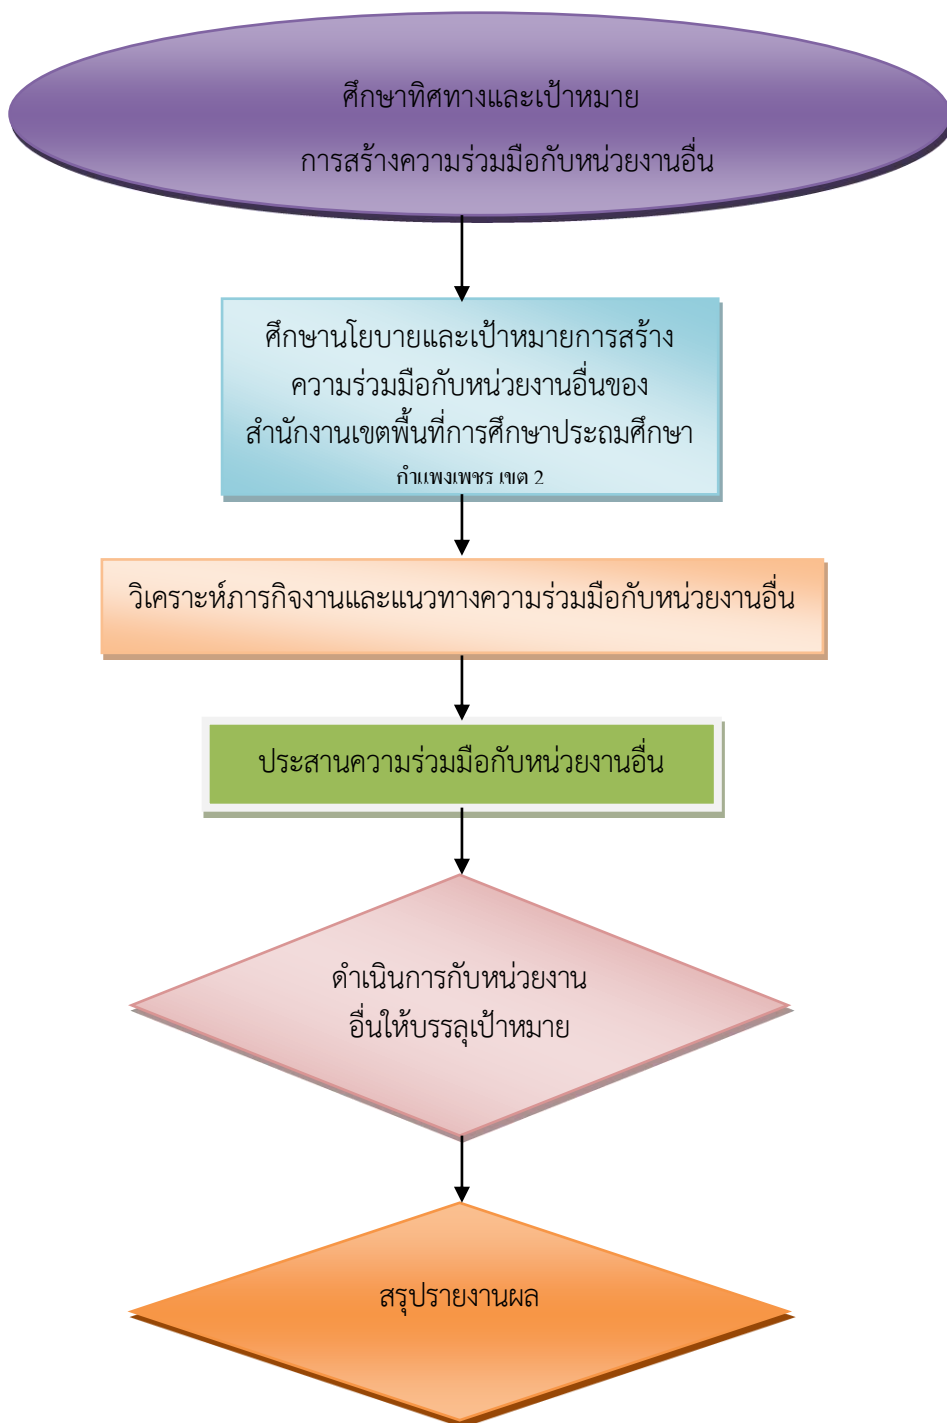 ศึกษาทิศทางและเป้าหมาย
การสร้างความร่วมมือกับหน่วยงานอื่น
ศึกษานโยบายและเป้าหมายการสร้าง
ความร่วมมือกับหน่วยงานอื่นของ
สำนักงานเขตพื้นที่การศึกษาประถมศึกษา
กำแพงเพชร เขต 2
วิเคราะห์ภารกิจงานและแนวทางความร่วมมือกับหน่วยงานอื่น
ประสานความร่วมมือกับหน่วยงานอื่น
ดำเนินการกับหน่วยงาน
อื่นให้บรรลุเป้าหมาย
สรุปรายงานผล